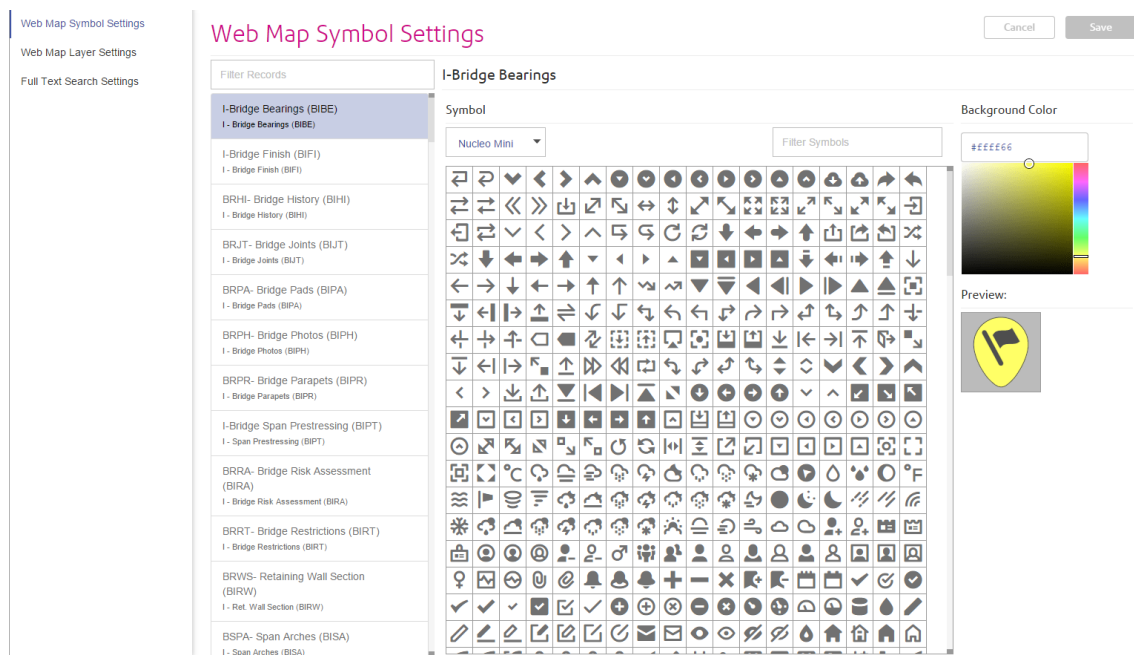 Web Map Symbol Settings
Web Map Layer Settings
Full Text Search Settings
Web Map Symbol Settings
Cancel
Save
Filter Records
I-Bridge Bearings (BIBE)
I - Bridge Bearings (BIBE)
I-Bridge Finish (BIFI)
I - Bridge Finish (BIFI)
BRHI- Bridge History (BIHI)
I - Bridge History (BIHI)
BRJT- Bridge Joints (BIJT)
I - Bridge Joints (BIJT)
BRPA- Bridge Pads (BIPA)
I - Bridge Pads (BIPA)
BRPH- Bridge Photos (BIPH)
I - Bridge Photos (BIPH)
BRPR- Bridge Parapets (BIPR)
I - Bridge Parapets (BIPR)
I-Bridge Span Prestressing (BIPT)
I - Span Prestressing (BIPT)
BRRA- Bridge Risk Assessment
(BIRA)
I - Bridge Risk Assessment (BIRA)
BRRT- Bridge Restrictions (BIRT)
I - Bridge Restrictions (BIRT)
BRWS- Retaining Wall Section
(BIRW)
I - Ret. Wall Section (BIRW)
BSPA- Span Arches (BISA)
I - Span Arches (BISA)
I-Bridge Bearings
Symbol
Nucleo Mini
Filter Symbols
°C
°F
Background Color
#ffff66
Preview: